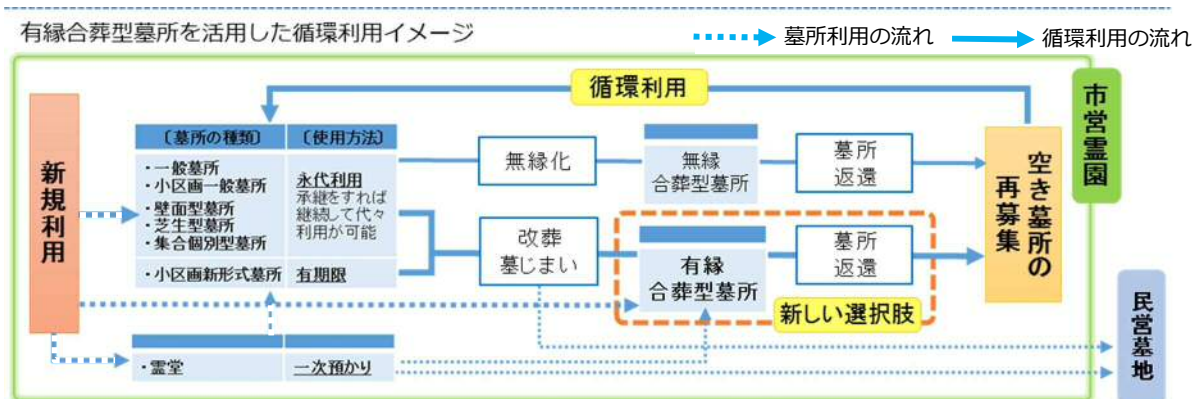 有縁合葬型墓所を活用した循環利用イメージ
墓所利用の流れ
循環利用の流れ
循環利用
市営霊園
新規利用
〔墓所の種類〕
〔使用方法〕
・一般墓所
・小区画一般墓所
・壁面型墓所
・芝生型墓所
・集合個別型墓所
永代利用
承継をすれば
継続して代々
利用が可能
・小区画新形式墓所
有期限
無縁化
無縁
合葬型墓所
墓所
返還
改葬
墓じまい
有縁
合葬型墓所
墓所
返還
新しい選択肢
空き墓所の
再募集
・霊堂
一次預かり
民営墓地